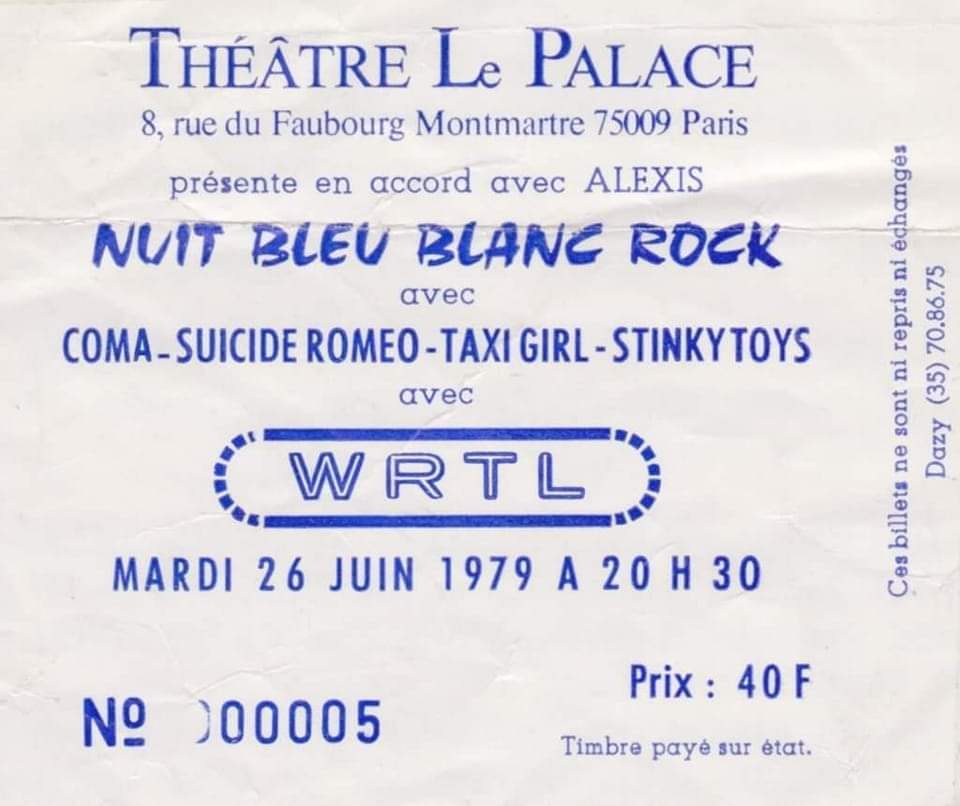 THÉÂTRE Le PALACE
8, rue du Faubourg Montmartre 75009 Paris
présente en accord avec ALEXIS
NUIT BLEU BLANC ROCK
avec
COMA-SUICIDE ROMEO-TAXI GIRL-STINKY TOYS
avec
WRTL
MARDI 26 JUIN 1979 A 20 H 30
Prix : 40 F
Nº 000005
Timbre payé sur état.
Ces billets ne sont ni repris ni échangés
Dazy (35) 70.86.75